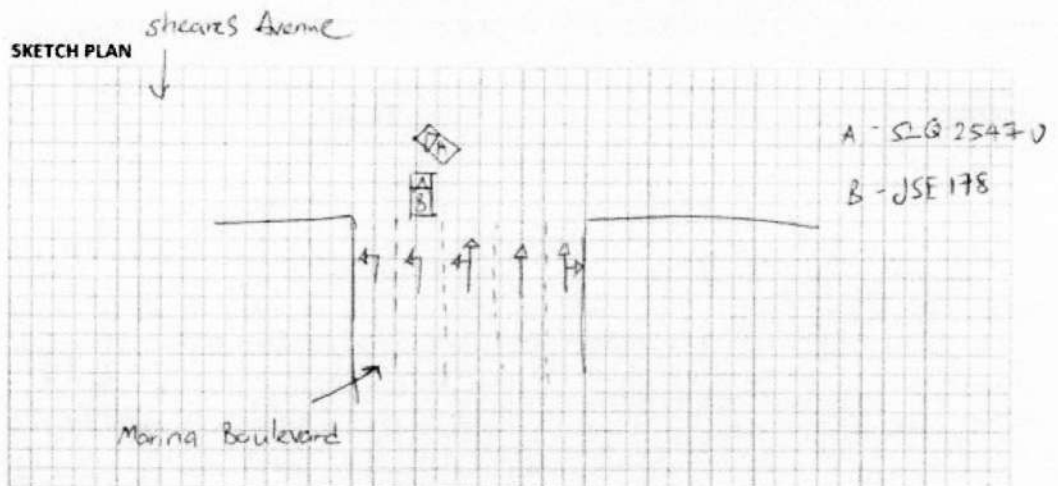 sheares Avenue
SKETCH PLAN
A - SLQ 2547 U
B - JSE 178
A
A
B
Marina Boulevard